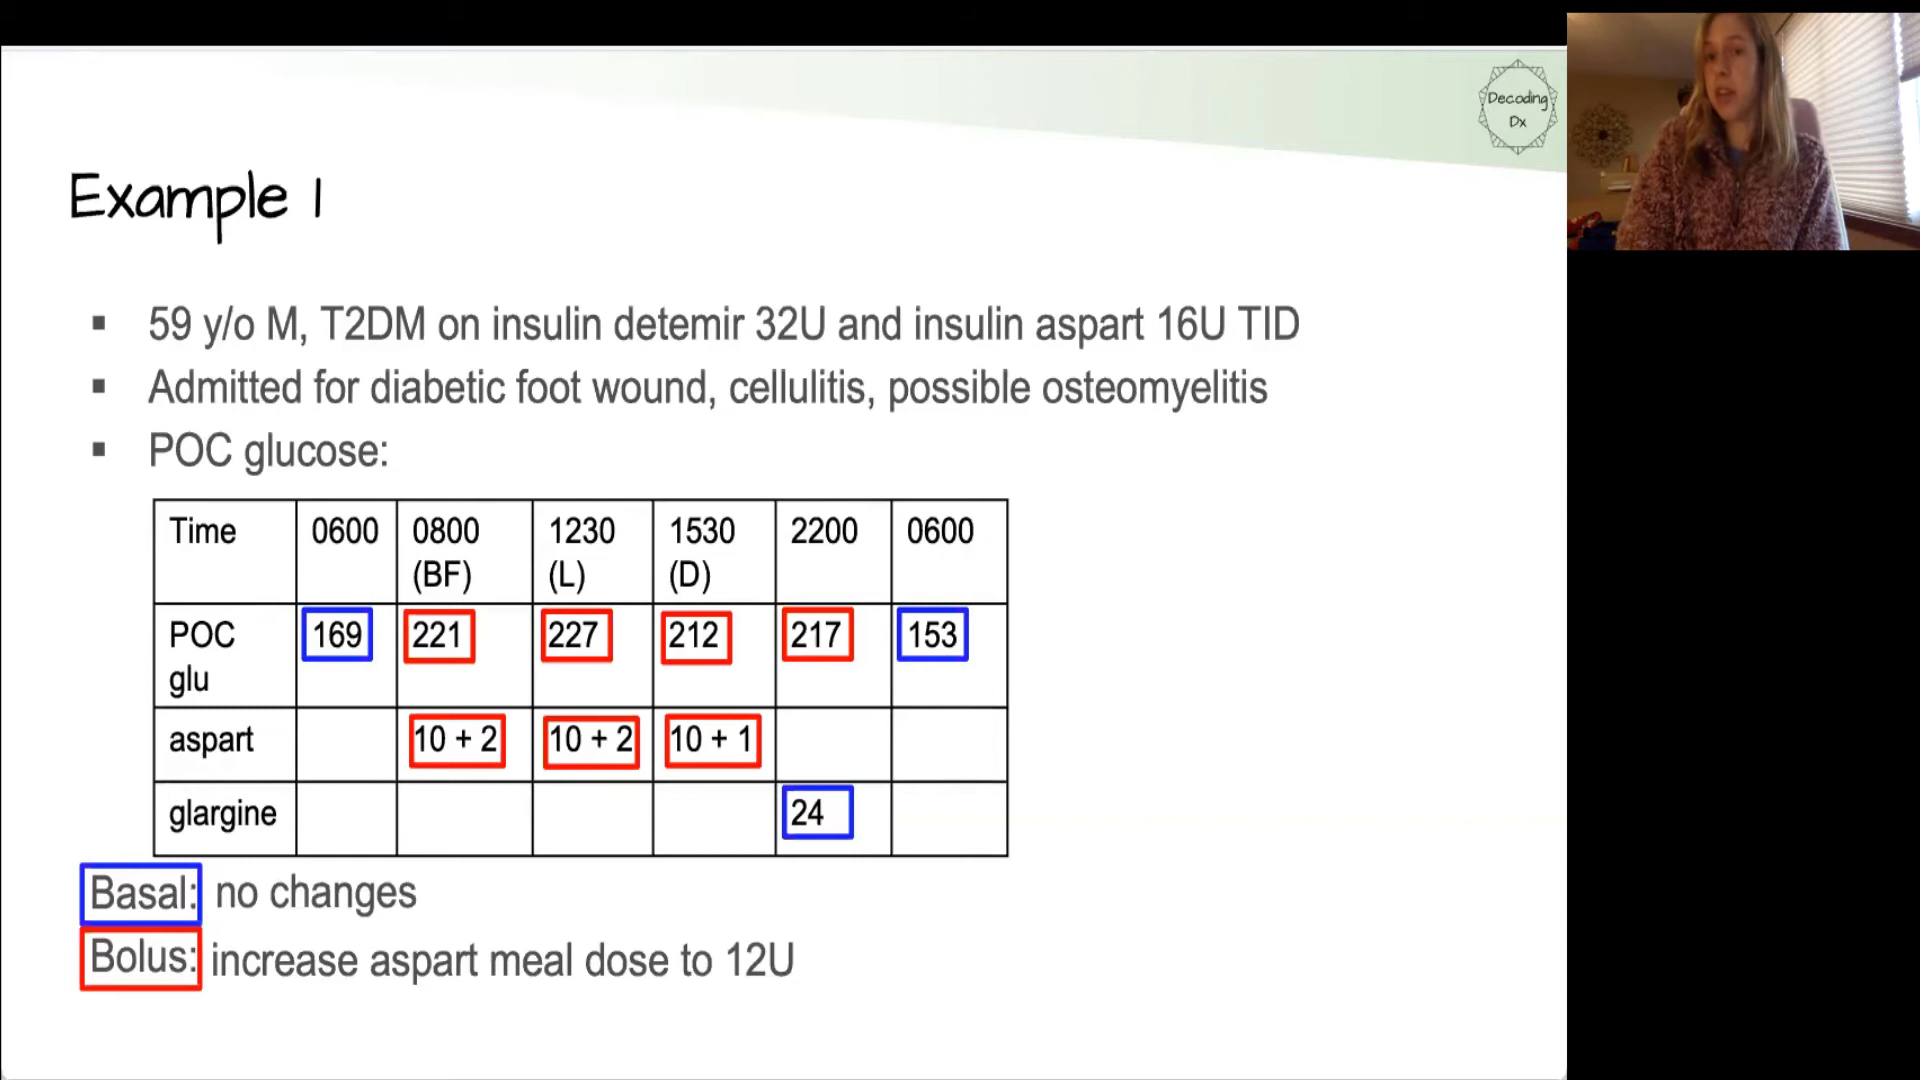 Decoding
Dx
Example 1
59 y/o M, T2DM on insulin detemir 32U and insulin aspart 16U TID
Admitted for diabetic foot wound, cellulitis, possible osteomyelitis
POC glucose:
Time 0600 0800 (BF) 1230 (L) 1530 (D) 2200 0600
POC glu 169 221 227 212 217 153
aspart 10 + 2 10 + 2 10 + 1
glargine 24
Basal: no changes
Bolus: increase aspart meal dose to 12U